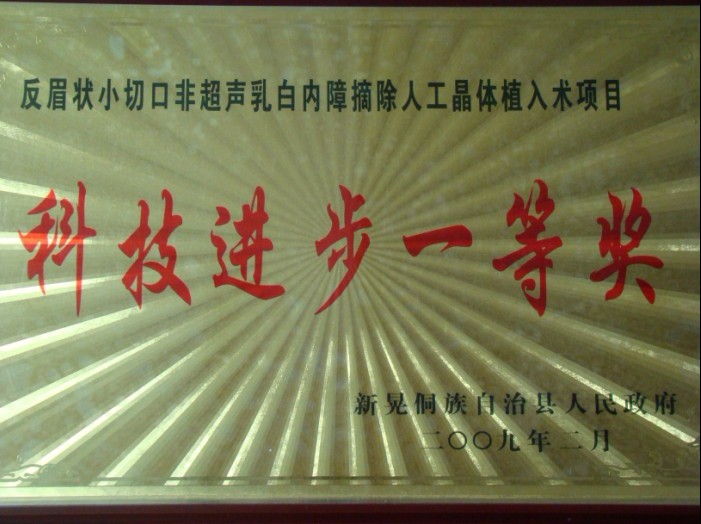 反眉状小切口非超声乳白内障摘除人工晶体植入术项目
科技进步一等奖
新晃侗族自治县人民政府
二〇〇九年二月